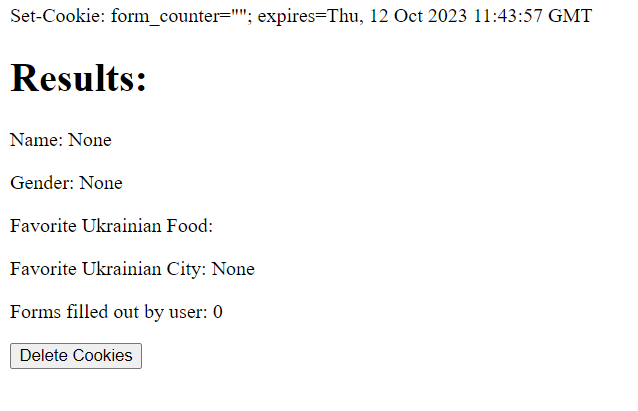 Set-Cookie: form_counter=""; expires=Thu, 12 Oct 2023 11:43:57 GMT
Results:
Name: None
Gender: None
Favorite Ukrainian Food:
Favorite Ukrainian City: None
Forms filled out by user: 0
Delete Cookies